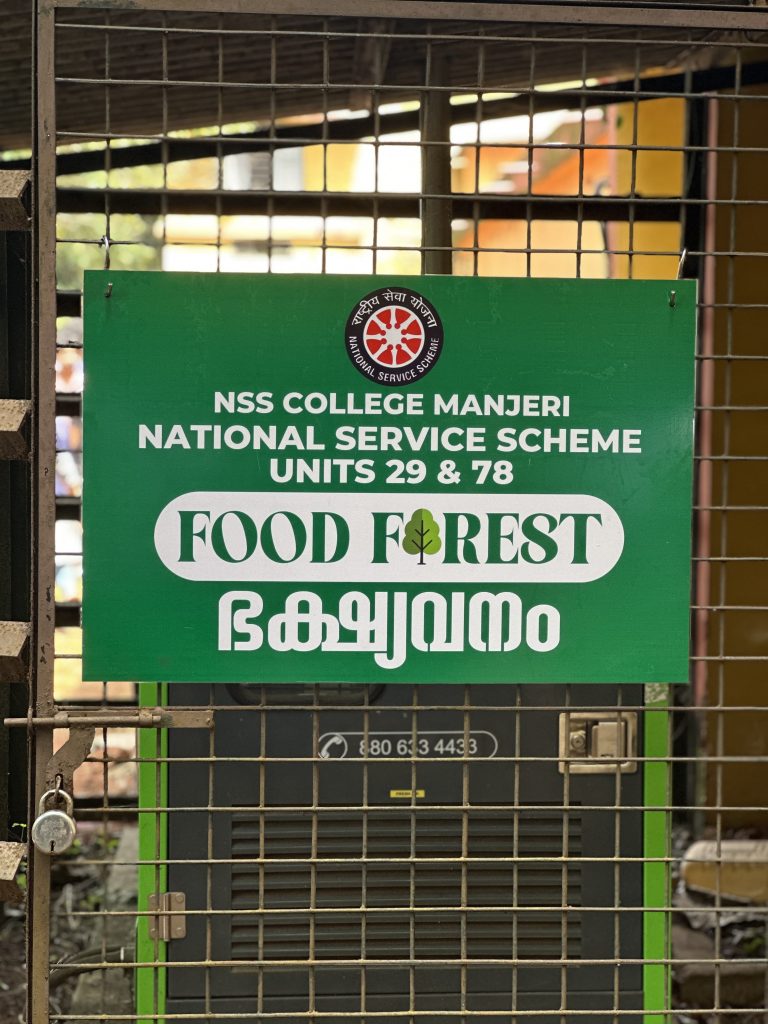 राष्ट्रीय सेवा योजना
NATIONAL SERVICE SCHEME
NSS COLLEGE MANJERI
NATIONAL SERVICE SCHEME
UNITS 29 & 78
FOOD FOREST
ഭക്ഷ്യവനം
880 633 4433